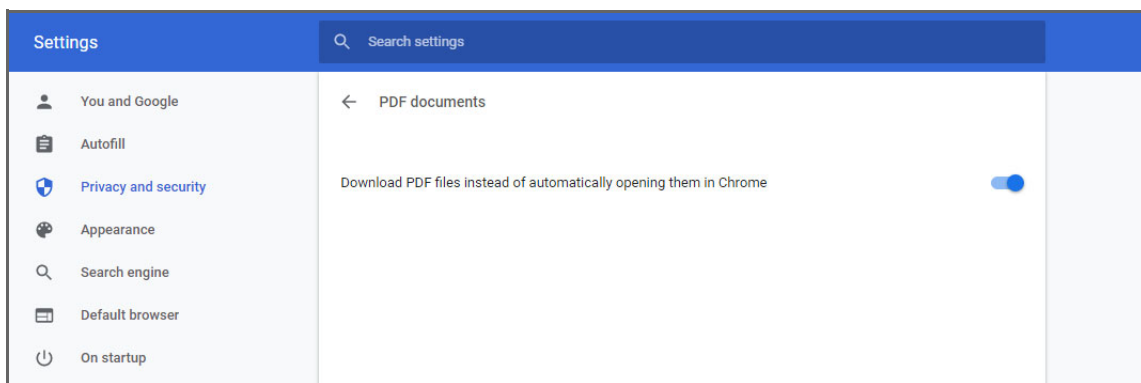 Settings
Search settings
You and Google
Autofill
Privacy and security
Appearance
Search engine
Default browser
On startup
PDF documents
Download PDF files instead of automatically opening them in Chrome